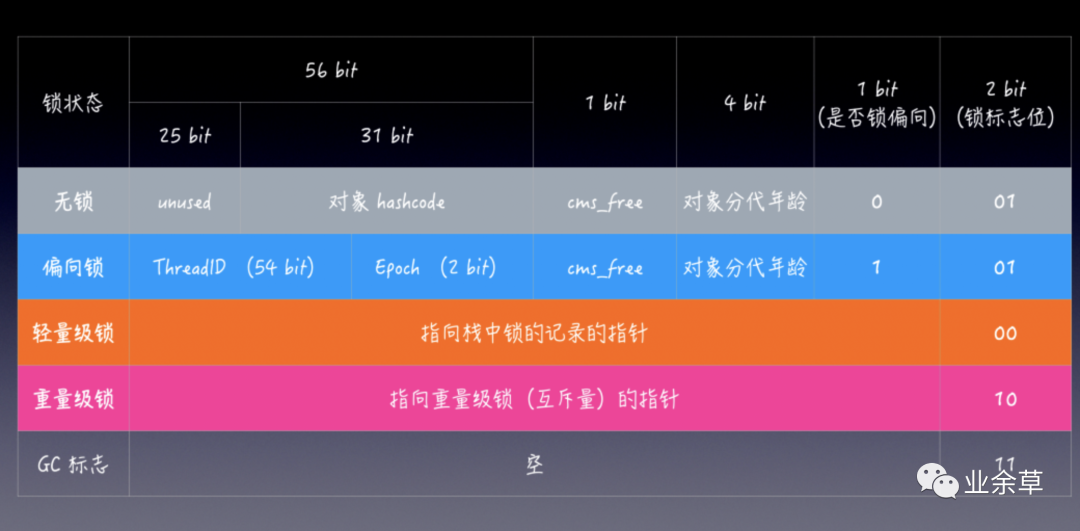 锁状态
56 bit
25 bit
31 bit
1 bit
4 bit
1 bit
(是否锁偏向)
2 bit
(锁标志位)
无锁
unused
对象 hashcode
cms_free
对象分代年龄
0
01
偏向锁
ThreadID (54 bit)
Epoch (2 bit)
cms_free
对象分代年龄
1
01
轻量级锁
指向栈中锁的记录的指针
00
重量级锁
指向重量级锁(互斥量)的指针
10
GC 标志
空
11
业余草